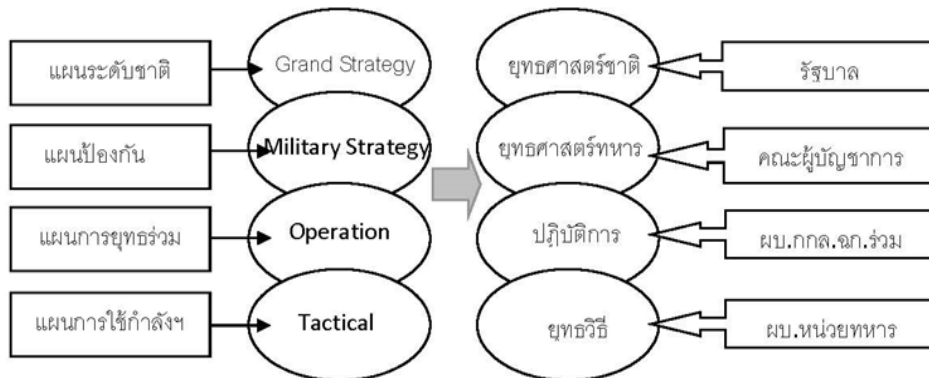 แผนระดับชาติ
Grand Strategy
ยุทธศาสตร์ชาติ
รัฐบาล
แผนป้องกัน
Military Strategy
ยุทธศาสตร์ทหาร
คณะผู้บัญชาการ
แผนการยุทธร่วม
Operation
ปฏิบัติการ
ผบ.กกล.ฉก.ร่วม
แผนการใช้กำลังฯ
Tactical
ยุทธวิธี
ผบ.หน่วยทหาร